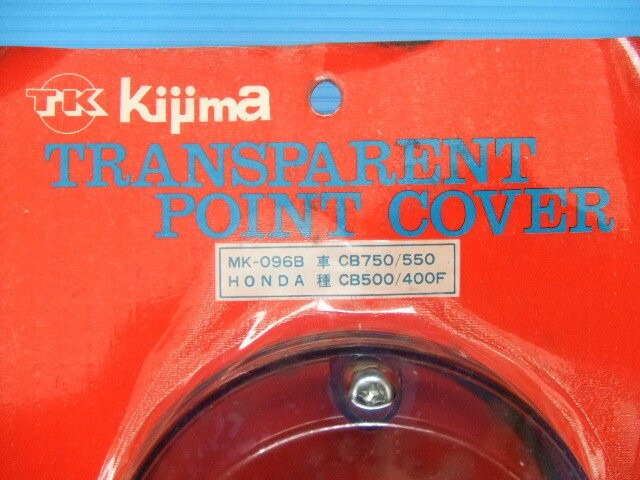 TK Kijima
TRANSPARENT
POINT COVER
MK-096B 車 CB750/550
HONDA 種 CB500/400F